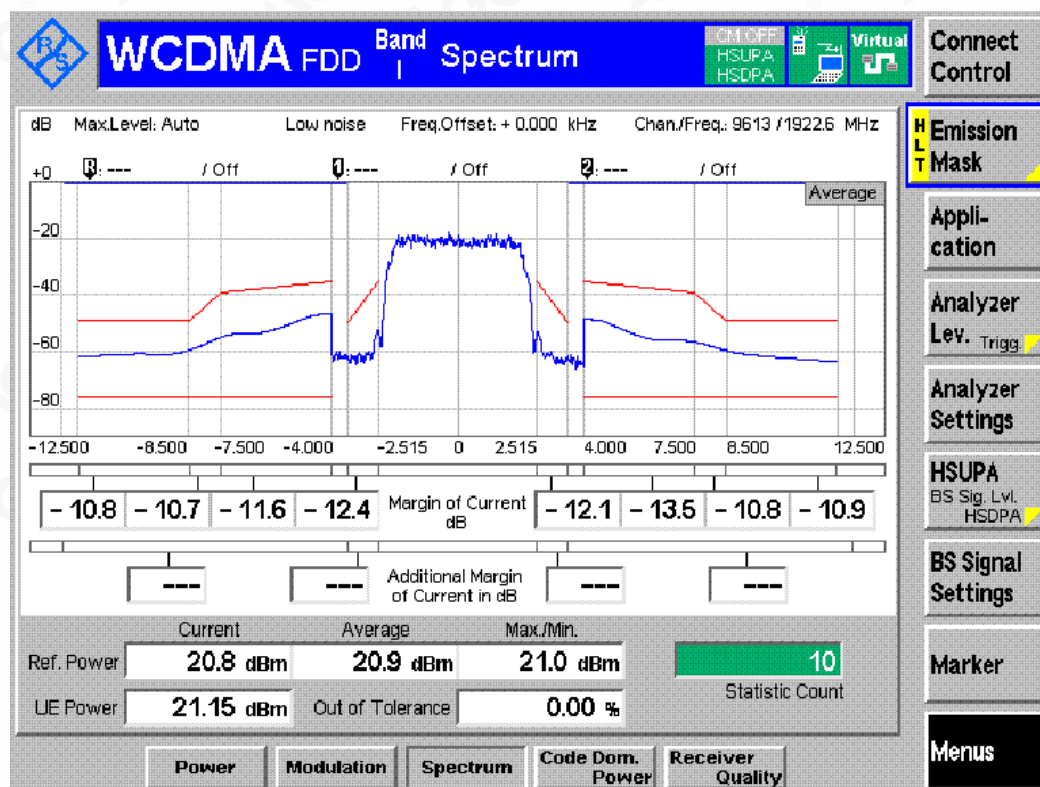 R&S
WCDMA FDD Band I Spectrum
CM OFF
HSUPA
HSDPA
Virtual
Connect
Control
dB Max.Level: Auto Low noise Freq.Offset: + 0.000 kHz Chan./Freq.: 9613 / 1922.6 MHz
HLT
Emission
Mask
+0 R: --- / Off 1: --- / Off 2: --- / Off
Average
Appli-
cation
-20
-40
-60
-80
Analyzer
Lev. Trigg.
Analyzer
Settings
-12.500 -8.500 -7.500 -4.000 -2.515 0 2.515 4.000 7.500 8.500 12.500
HSUPA
BS Sig. Lvl.
HSDPA
- 10.8 - 10.7 - 11.6 - 12.4 Margin of Current dB - 12.1 - 13.5 - 10.8 - 10.9
BS Signal
Settings
--- --- Additional Margin of Current in dB --- ---
Current Average Max./Min.
Ref. Power 20.8 dBm 20.9 dBm 21.0 dBm 10
Statistic Count
Marker
UE Power 21.15 dBm Out of Tolerance 0.00 %
Menus
Power Modulation Spectrum Code Dom. Power Receiver Quality